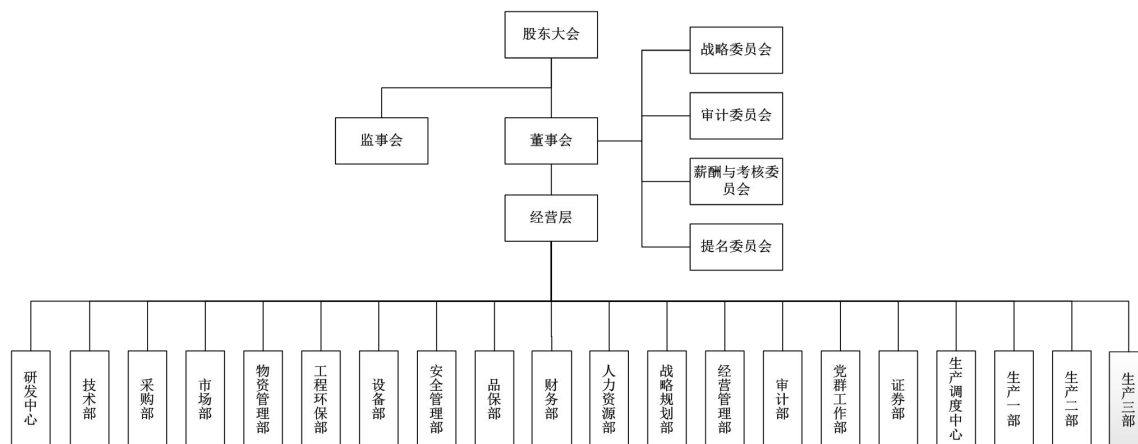 股东大会
战略委员会
审计委员会
监事会
董事会
薪酬与考核委
员会
经营层
提名委员会
研发中心
技术部
采购部
市场部
物资管理部
工程环保部
设备部
安全管理部
品保部
财务部
人力资源部
战略规划部
经营管理部
审计部
党群工作部
证券部
生产调度中心
生产一部
生产二部
生产三部